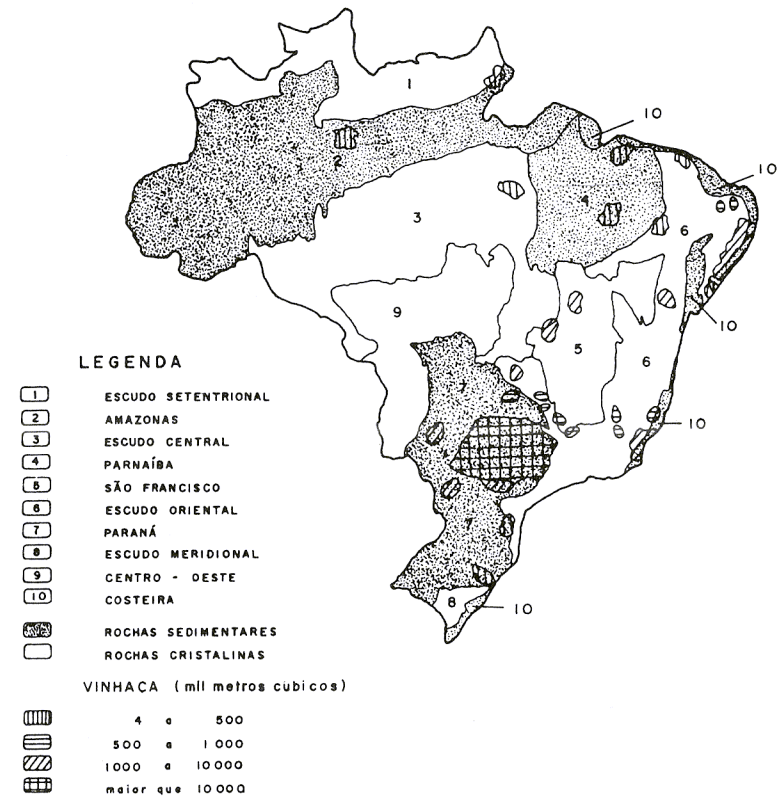 1
10
2
10
3
4
6
9
10
5
6
7
10
7
8
10
LEGENDA
1 ESCUDO SETENTRIONAL
2 AMAZONAS
3 ESCUDO CENTRAL
4 PARNAÍBA
5 SÃO FRANCISCO
6 ESCUDO ORIENTAL
7 PARANÁ
8 ESCUDO MERIDIONAL
9 CENTRO - OESTE
10 COSTEIRA
ROCHAS SEDIMENTARES
ROCHAS CRISTALINAS
VINHAÇA (mil metros cúbicos)
4 a 500
500 a 1 000
1000 a 10 000
maior que 10 000